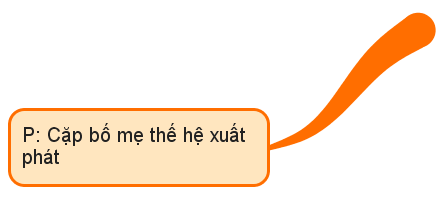 P: Cặp bố mẹ thế hệ xuất
phát